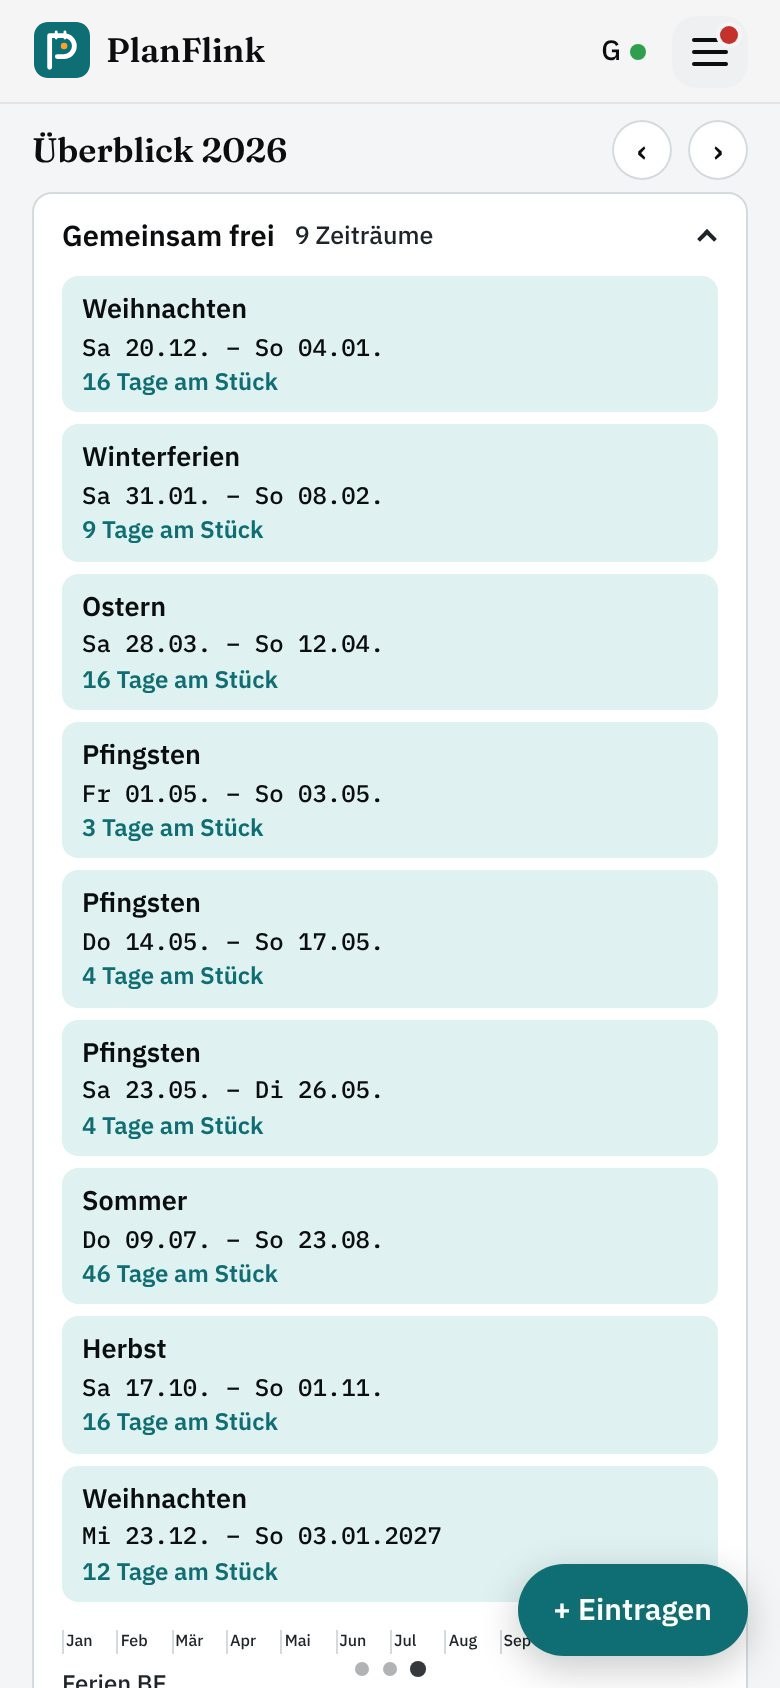 PlanFlink
G
Überblick 2026
‹ ›
Gemeinsam frei 9 Zeiträume
Weihnachten
Sa 20.12. – So 04.01.
16 Tage am Stück
Winterferien
Sa 31.01. – So 08.02.
9 Tage am Stück
Ostern
Sa 28.03. – So 12.04.
16 Tage am Stück
Pfingsten
Fr 01.05. – So 03.05.
3 Tage am Stück
Pfingsten
Do 14.05. – So 17.05.
4 Tage am Stück
Pfingsten
Sa 23.05. – Di 26.05.
4 Tage am Stück
Sommer
Do 09.07. – So 23.08.
46 Tage am Stück
Herbst
Sa 17.10. – So 01.11.
16 Tage am Stück
Weihnachten
Mi 23.12. – So 03.01.2027
12 Tage am Stück
+ Eintragen
Jan Feb Mär Apr Mai Jun Jul Aug Sep
Ferien BE